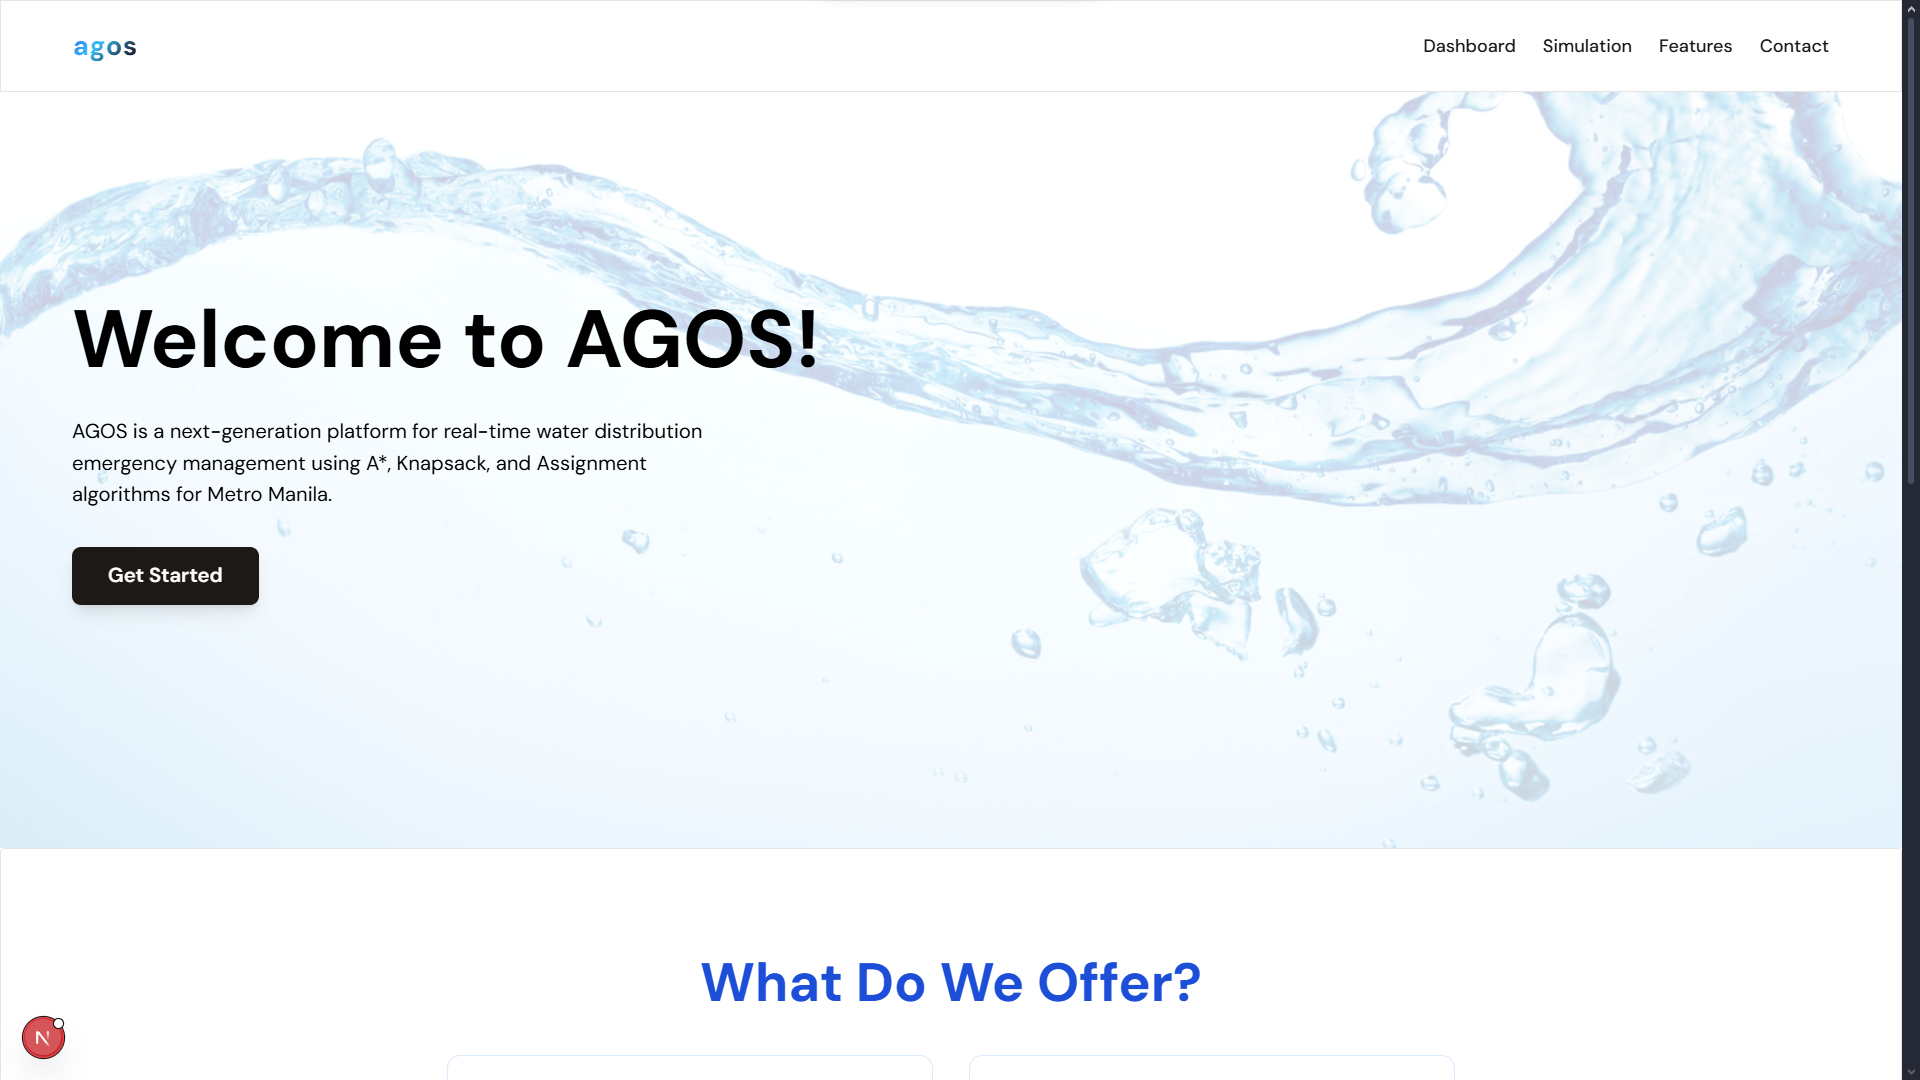 agos
Dashboard Simulation Features Contact
Welcome to AGOS!
AGOS is a next-generation platform for real-time water distribution
emergency management using A*, Knapsack, and Assignment
algorithms for Metro Manila.
Get Started
What Do We Offer?
N